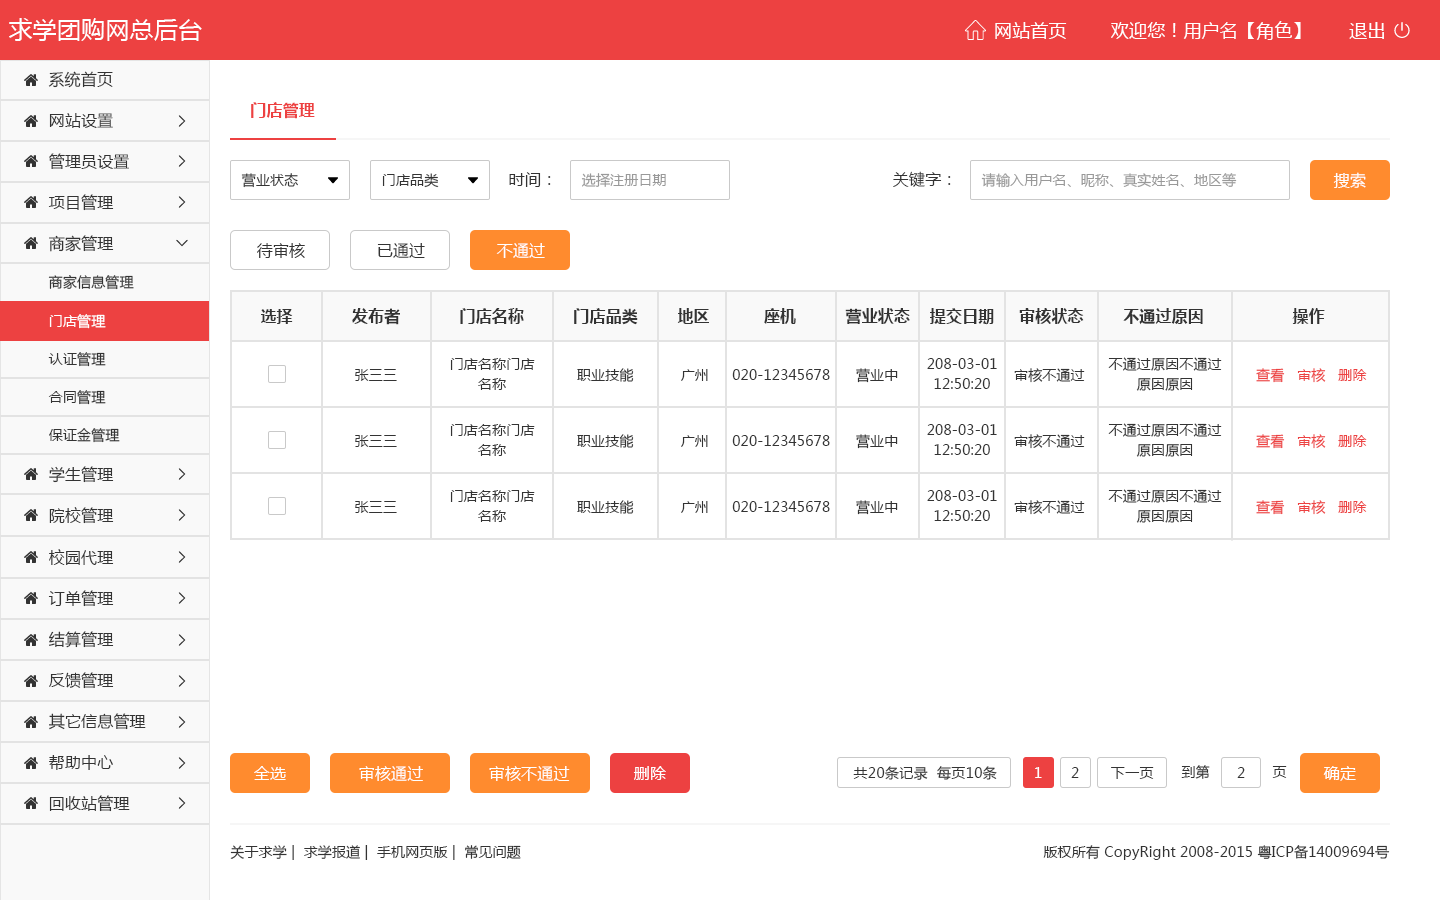 求学团购网总后台
网站首页 欢迎您！用户名【角色】 退出
系统首页
网站设置
管理员设置
项目管理
商家管理
商家信息管理
门店管理
认证管理
合同管理
保证金管理
学生管理
院校管理
校园代理
订单管理
结算管理
反馈管理
其它信息管理
帮助中心
回收站管理
门店管理
营业状态 门店品类 时间： 选择注册日期 关键字： 请输入用户名、昵称、真实姓名、地区等 搜索
待审核 已通过 不通过
选择 发布者 门店名称 门店品类 地区 座机 营业状态 提交日期 审核状态 不通过原因 操作
张三三 门店名称门店名称 职业技能 广州 020-12345678 营业中 208-03-01 12:50:20 审核不通过 不通过原因不通过原因原因 查看 审核 删除
张三三 门店名称门店名称 职业技能 广州 020-12345678 营业中 208-03-01 12:50:20 审核不通过 不通过原因不通过原因原因 查看 审核 删除
张三三 门店名称门店名称 职业技能 广州 020-12345678 营业中 208-03-01 12:50:20 审核不通过 不通过原因不通过原因原因 查看 审核 删除
全选 审核通过 审核不通过 删除 共20条记录 每页10条 1 2 下一页 到第 2 页 确定
关于求学 | 求学报道 | 手机网页版 | 常见问题 版权所有 CopyRight 2008-2015 粤ICP备14009694号